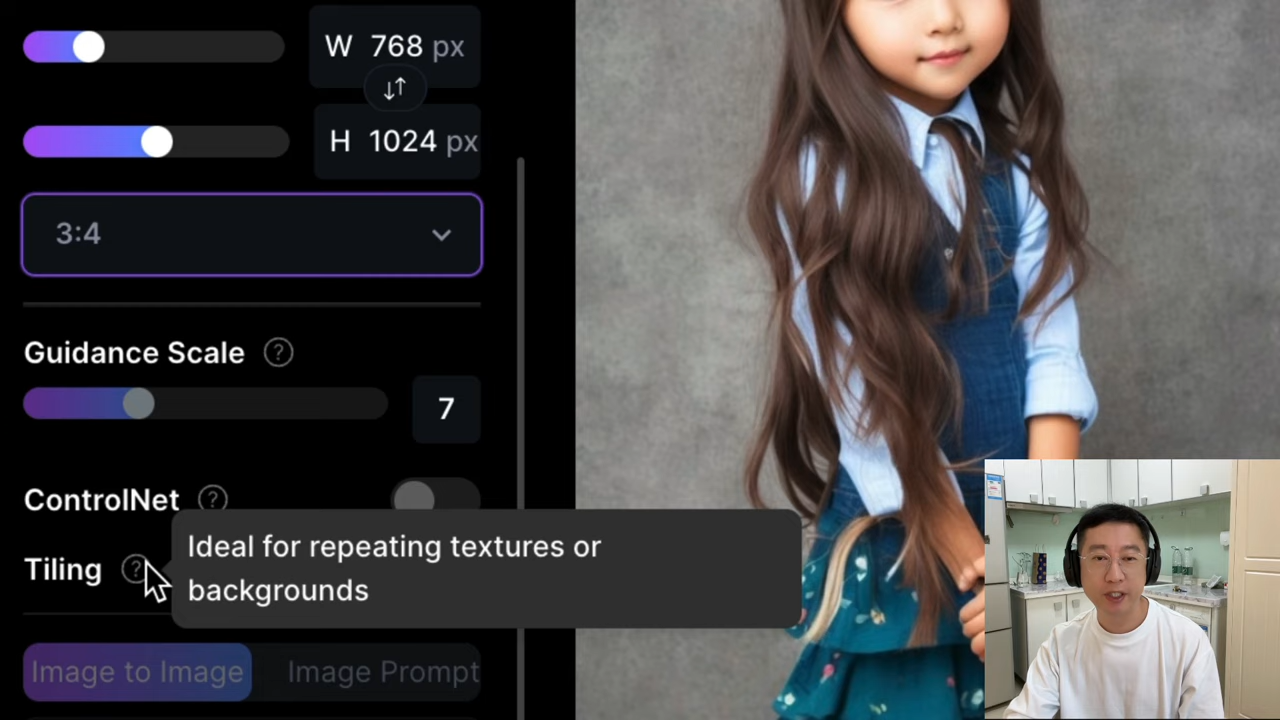 W 768 px
H 1024 px
3:4
Guidance Scale ?
7
ControlNet ?
Tiling ?
Ideal for repeating textures or
backgrounds
Image to Image
Image Prompt